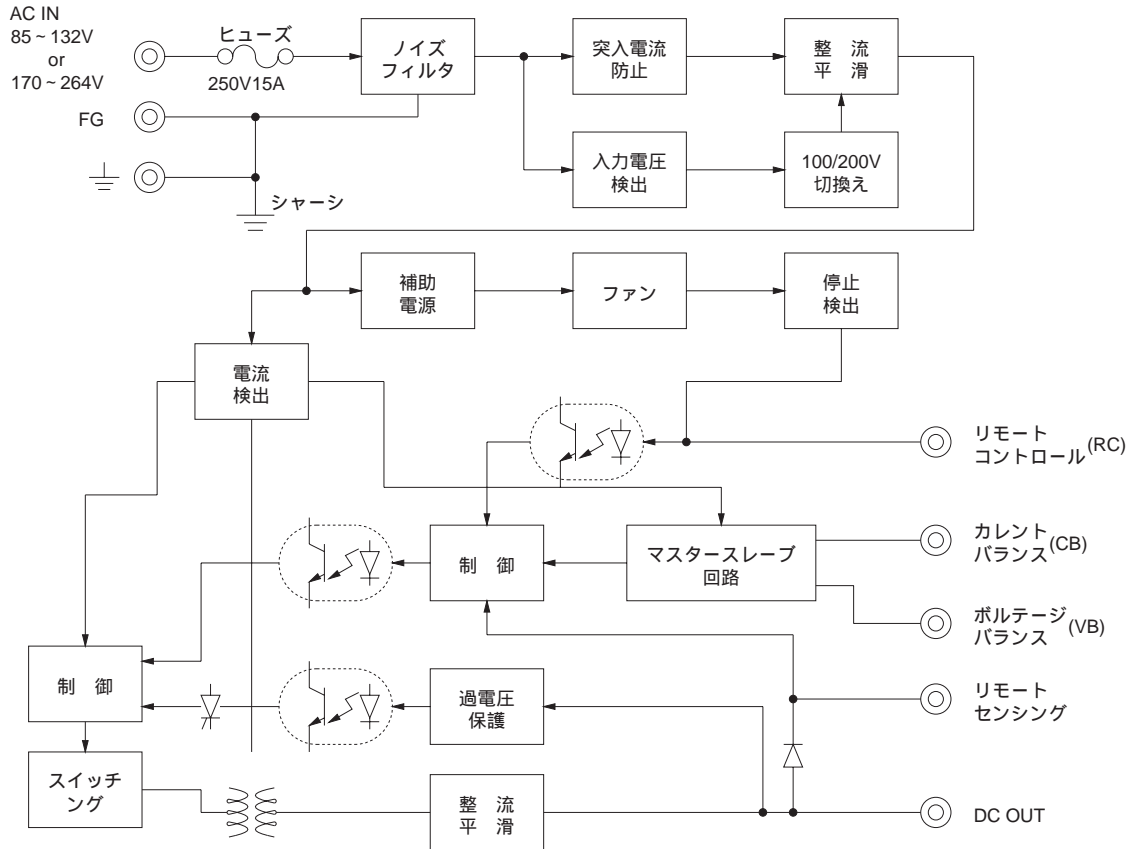 AC IN
85～132V
or
170～264V
ヒューズ
250V15A
FG
シャーシ
ノイズ
フィルタ
突入電流
防止
整　流
平　滑
入力電圧
検出
100/200V
切換え
補助
電源
ファン
停止
検出
電流
検出
リモート
コントロール(RC)
制　御
マスタースレーブ
回路
カレント
バランス(CB)
ボルテージ
バランス(VB)
制　御
過電圧
保護
リモート
センシング
スイッチ
ング
整　流
平　滑
DC OUT